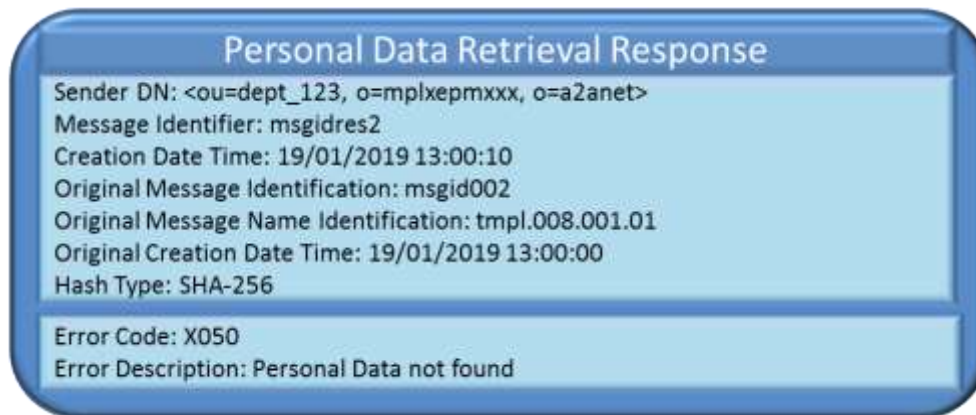 Personal Data Retrieval Response
Sender DN: <ou=dept_123, o=mplxepmxxx, o=a2anet>
Message Identifier: msgidres2
Creation Date Time: 19/01/2019 13:00:10
Original Message Identification: msgid002
Original Message Name Identification: tmpl.008.001.01
Original Creation Date Time: 19/01/2019 13:00:00
Hash Type: SHA-256
Error Code: X050
Error Description: Personal Data not found